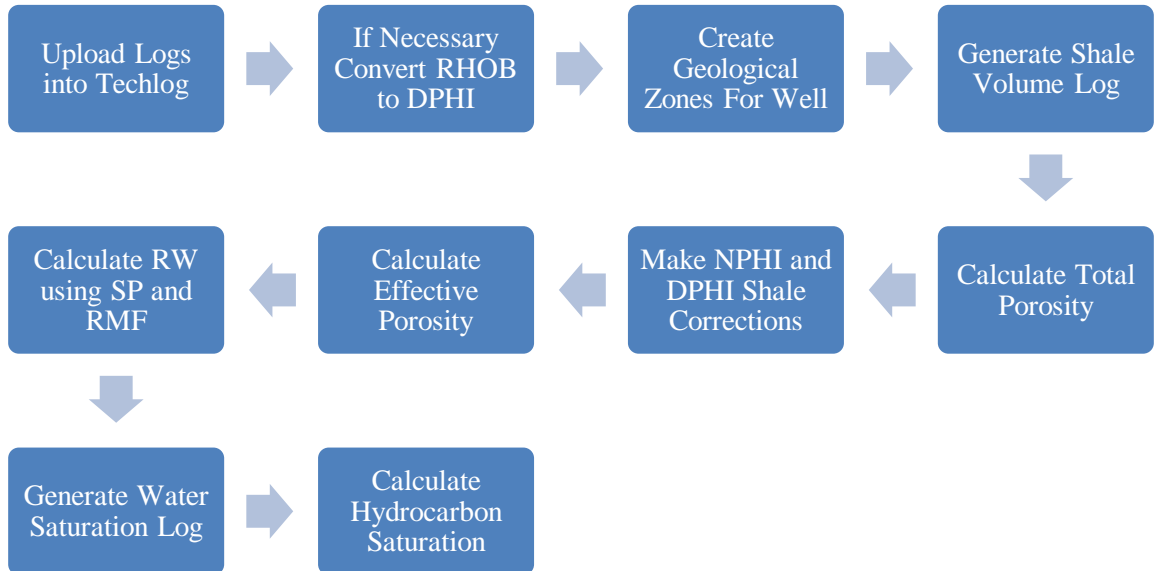 Upload Logs
into Techlog
If Necessary
Convert RHOB
to DPHI
Create
Geological
Zones For Well
Generate Shale
Volume Log
Calculate Total
Porosity
Make NPHI and
DPHI Shale
Corrections
Calculate
Effective
Porosity
Calculate RW
using SP and
RMF
Generate Water
Saturation Log
Calculate
Hydrocarbon
Saturation